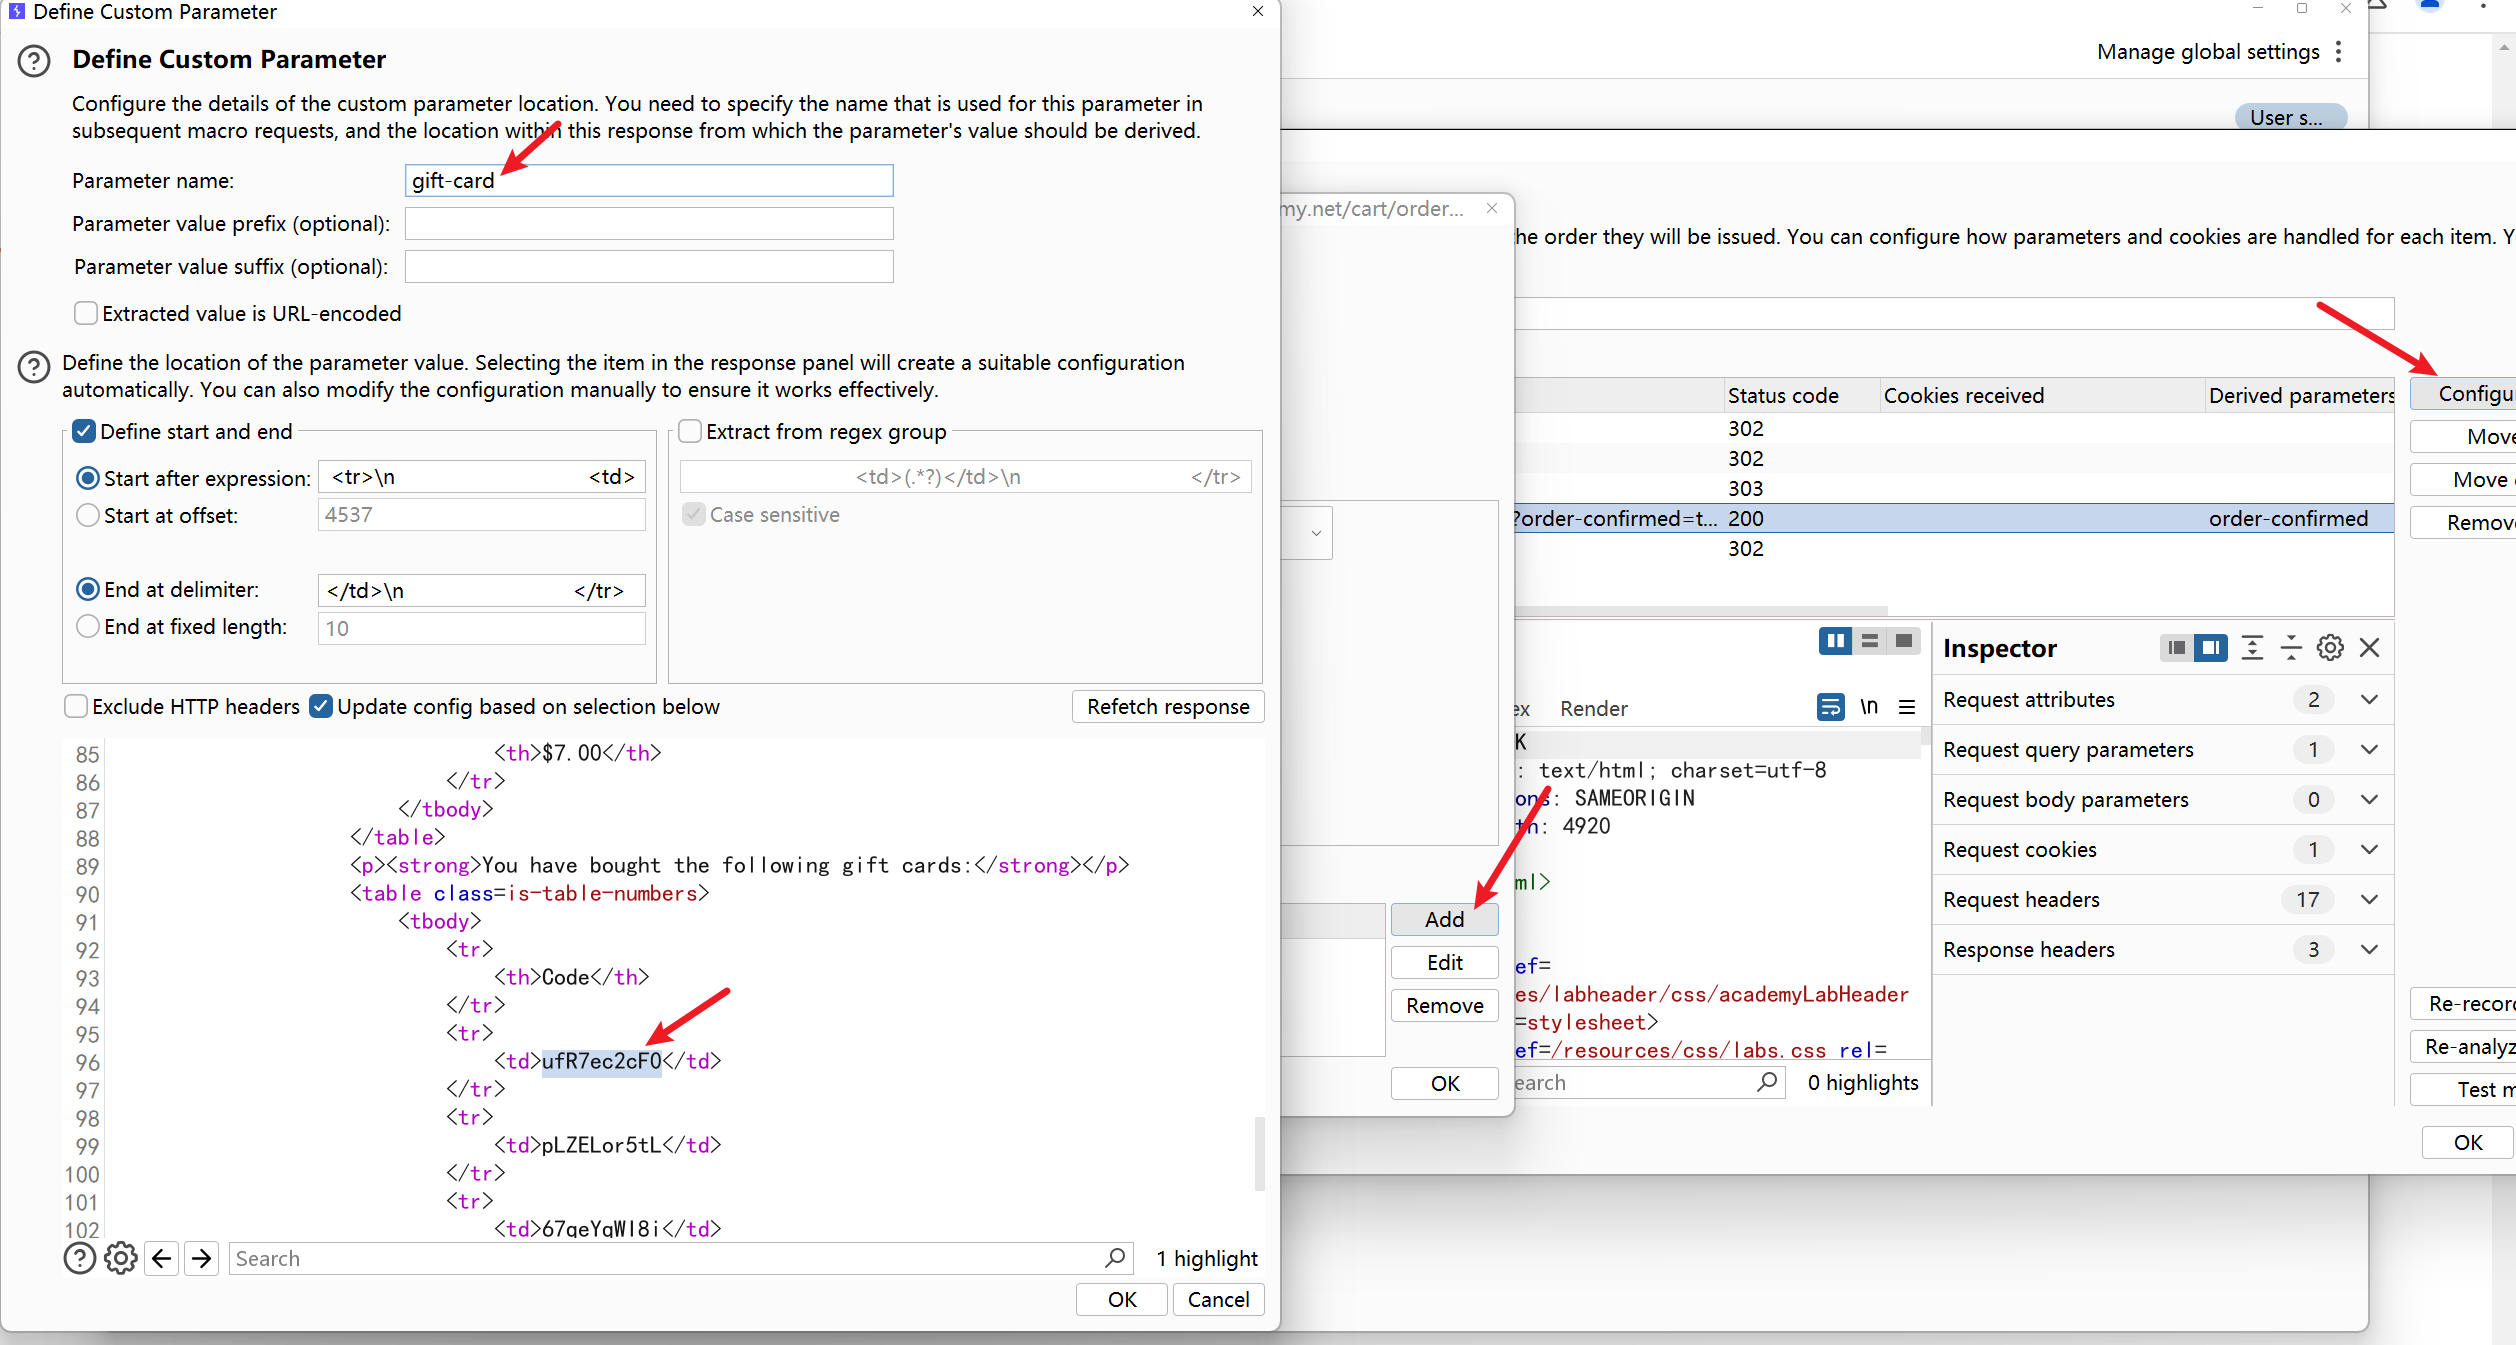 Define Custom Parameter
Define Custom Parameter
Configure the details of the custom parameter location. You need to specify the name that is used for this parameter in
subsequent macro requests, and the location within this response from which the parameter's value should be derived.
Parameter name: gift-card
Parameter value prefix (optional):
Parameter value suffix (optional):
Extracted value is URL-encoded
Define the location of the parameter value. Selecting the item in the response panel will create a suitable configuration
automatically. You can also modify the configuration manually to ensure it works effectively.
Define start and end
Start after expression: <tr>\n <td>
Start at offset: 4537
End at delimiter: </td>\n </tr>
End at fixed length: 10
Extract from regex group
<td>(.*?)</td>\n </tr>
Case sensitive
Exclude HTTP headers Update config based on selection below Refetch response
85 <th>$7.00</th>
86 </tr>
87 </tbody>
88 </table>
89 <p><strong>You have bought the following gift cards:</strong></p>
90 <table class=is-table-numbers>
91 <tbody>
92 <tr>
93 <th>Code</th>
94 </tr>
95 <tr>
96 <td>ufR7ec2cF0</td>
97 </tr>
98 <tr>
99 <td>pLZELor5tL</td>
100 </tr>
101 <tr>
102 <td>67qeYqWI8i</td>
Search 1 highlight
OK Cancel
Manage global settings
User s...
my.net/cart/order...
he order they will be issued. You can configure how parameters and cookies are handled for each item. Y
Status code Cookies received Derived parameters
302
302
303
?order-confirmed=t... 200 order-confirmed
302
Configu
Move
Move
Remov
Add
Edit
Remove
OK
ex Render \n
K
: text/html; charset=utf-8
ons: SAMEORIGIN
th: 4920
ml>
ef=
es/labheader/css/academyLabHeader
=stylesheet>
ef=/resources/css/labs.css rel=
earch 0 highlights
Inspector
Request attributes 2
Request query parameters 1
Request body parameters 0
Request cookies 1
Request headers 17
Response headers 3
Re-record
Re-analyz
Test m
OK